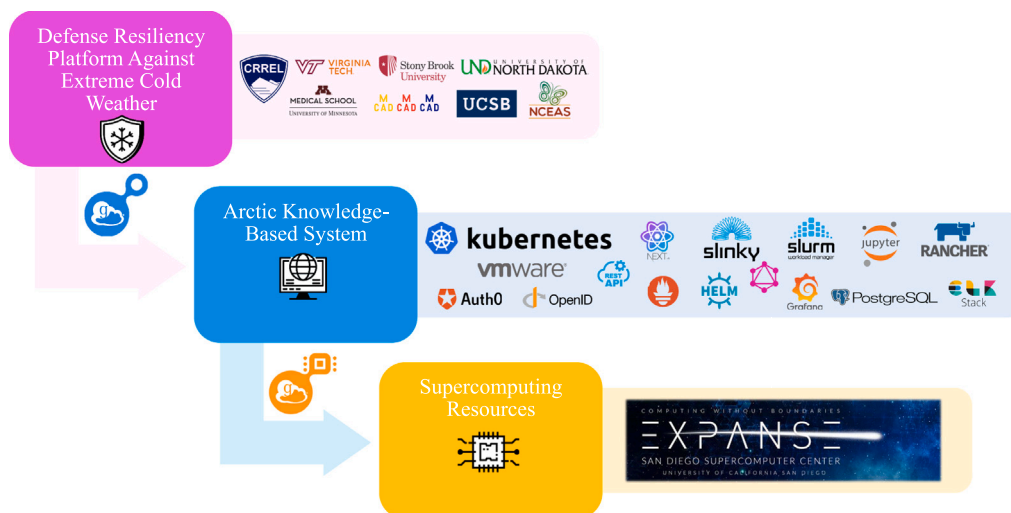 Defense Resiliency
Platform Against
Extreme Cold
Weather
CRREL
VT VIRGINIA
TECH
Stony Brook
University
UND UNIVERSITY OF
NORTH DAKOTA
M
MEDICAL SCHOOL
UNIVERSITY OF MINNESOTA
M M M
CAD CAD CAD
UCSB
NCEAS
g
Arctic Knowledge-
Based System
kubernetes
NEXT
slinky
slurm
workload manager
jupyter
RANCHER
vmware
REST
API
Auth0
OpenID
HELM
Grafana
PostgreSQL
Stack
g
Supercomputing
Resources
COMPUTING WITHOUT BOUNDARIES
EXPANSE
SAN DIEGO SUPERCOMPUTER CENTER
UNIVERSITY OF CALIFORNIA SAN DIEGO